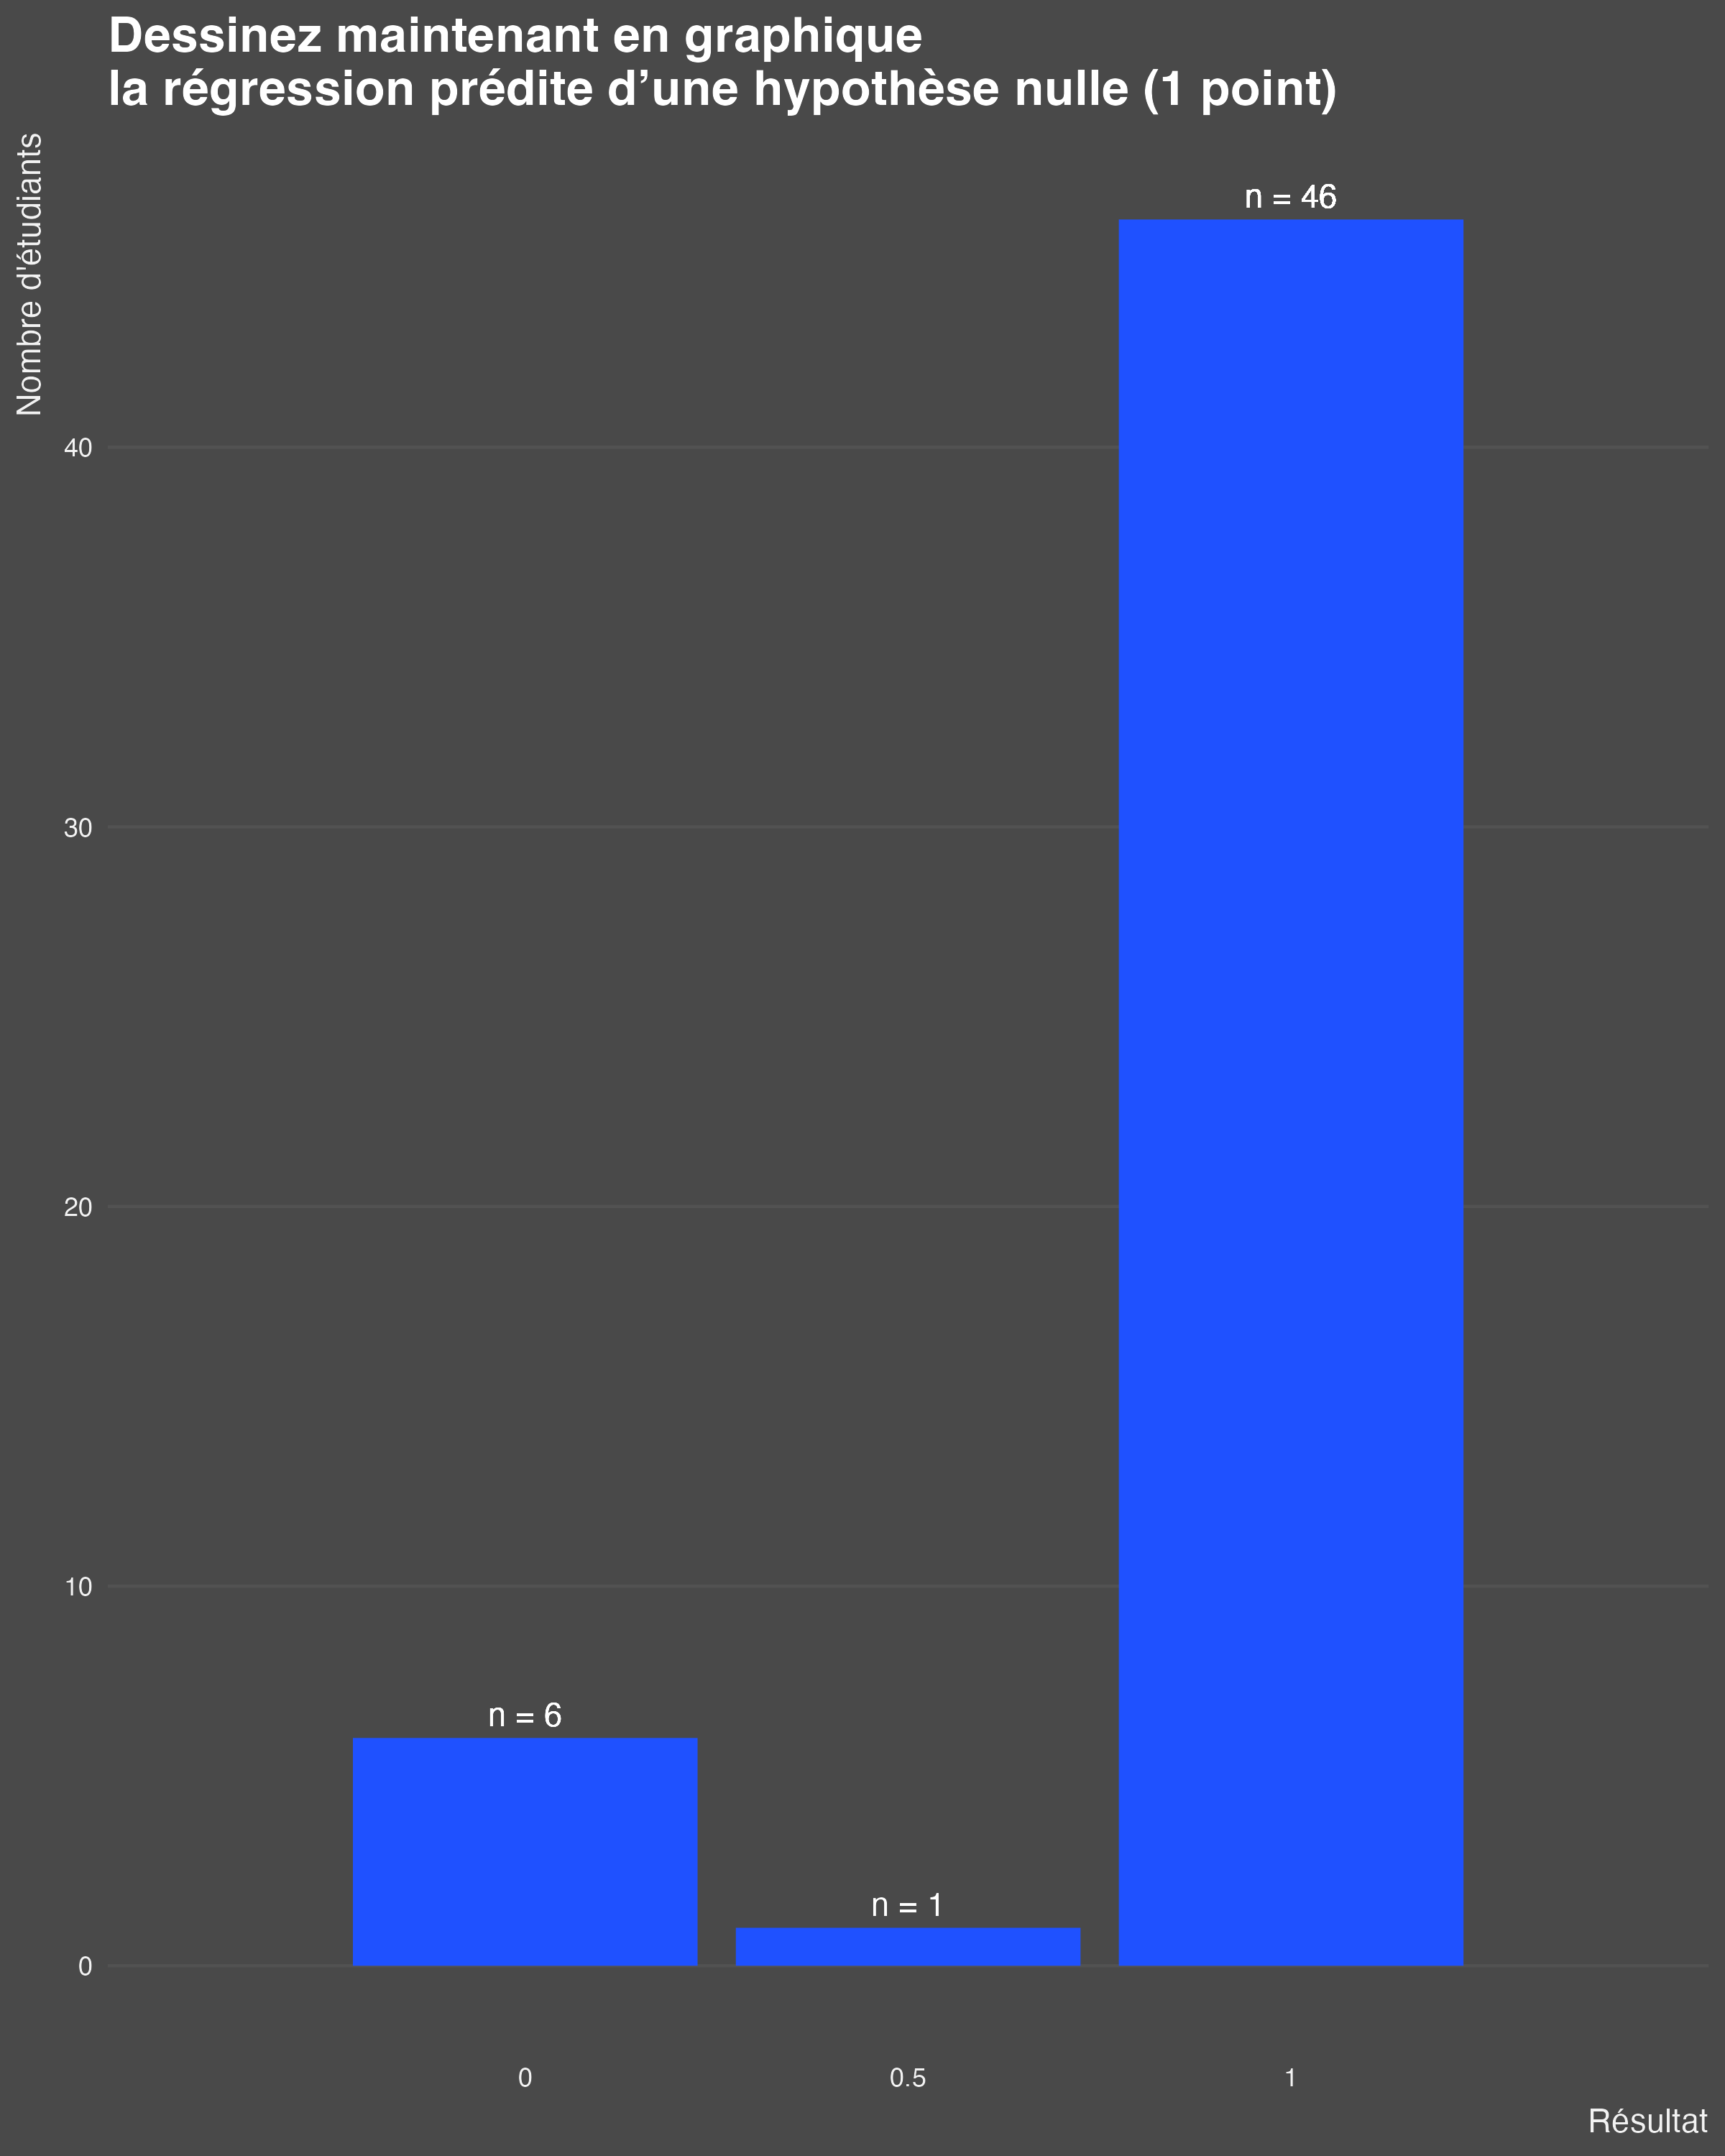 Dessinez maintenant en graphique
la régression prédite d’une hypothèse nulle (1 point)
Nombre d'étudiants
n = 46
40
30
20
10
n = 6
n = 1
0
0
0.5
1
Résultat